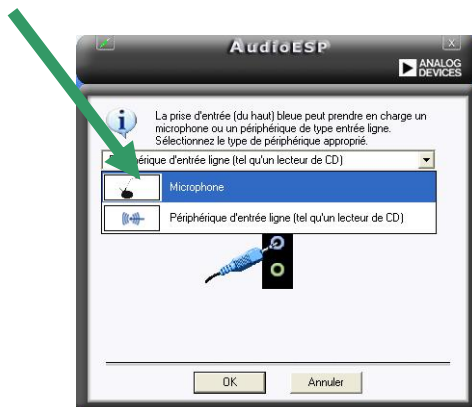 AudioESP
ANALOG
DEVICES
La prise d'entrée (du haut) bleue peut prendre en charge un
microphone ou un périphérique de type entrée ligne.
Sélectionnez le type de périphérique approprié.
d'entrée ligne (tel qu'un lecteur de CD)
Microphone
Périphérique d'entrée ligne (tel qu'un lecteur de CD)
OK
Annuler